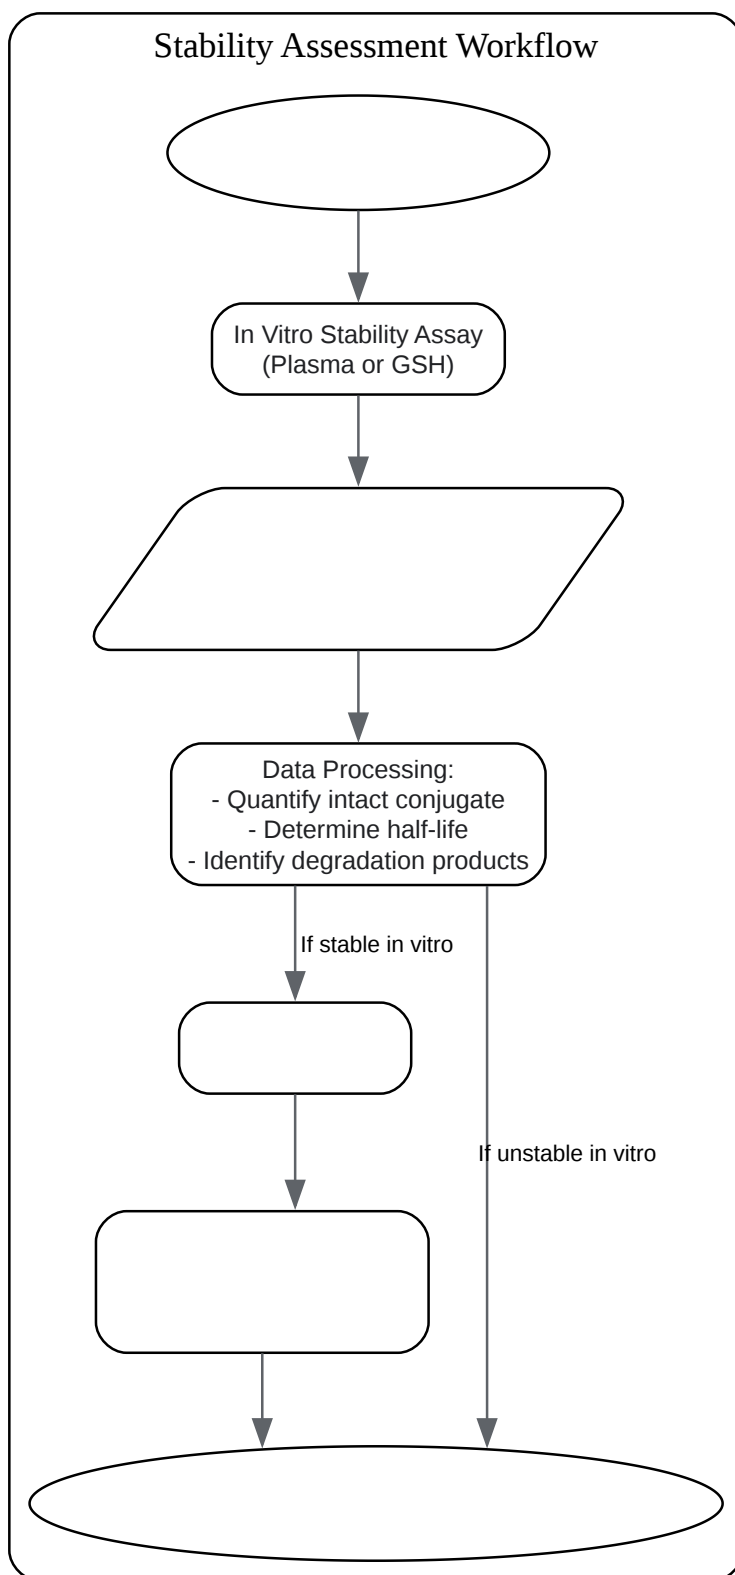 Stability Assessment Workflow
In Vitro Stability Assay
(Plasma or GSH)
Data Processing:
- Quantify intact conjugate
- Determine half-life
- Identify degradation products
If stable in vitro
If unstable in vitro